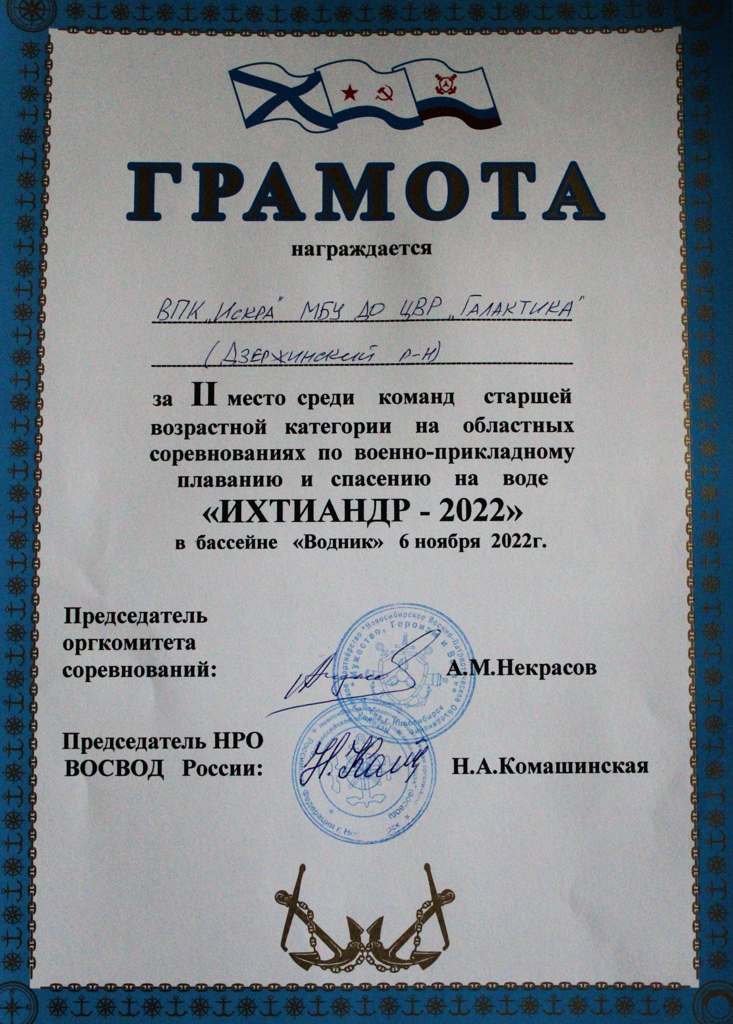 ГРАМОТА
награждается
ВПК „Искра" МБУ ДО ЦВР „Галактика"
(Дзержинский р-н)
за II место среди команд старшей
возрастной категории на областных
соревнованиях по военно-прикладному
плаванию и спасению на воде
«ИХТИАНДР - 2022»
в бассейне «Водник» 6 ноября 2022г.
Председатель
оргкомитета
соревнований:
А.М.Некрасов
Председатель НРО
ВОСВОД России:
Н.А.Комашинская